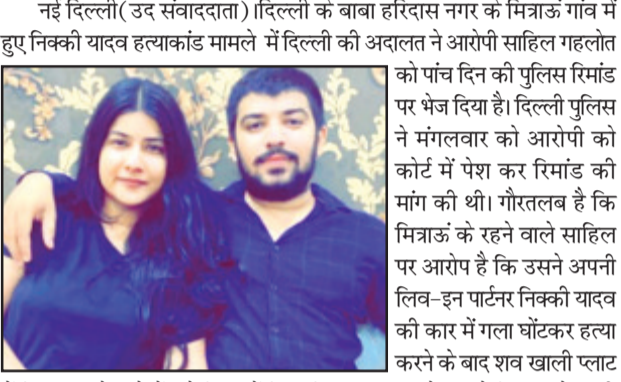 नई दिल्ली(उद संवाददाता)।दिल्ली के बाबा हरिदास नगर के मित्राऊं गांव में
हुए निक्की यादव हत्याकांड मामले में दिल्ली की अदालत ने आरोपी साहिल गहलोत
को पांच दिन की पुलिस रिमांड
पर भेज दिया है। दिल्ली पुलिस
ने मंगलवार को आरोपी को
कोर्ट में पेश कर रिमांड की
मांग की थी। गौरतलब है कि
मित्राऊं के रहने वाले साहिल
पर आरोप है कि उसने अपनी
लिव-इन पार्टनर निक्की यादव
की कार में गला घोंटकर हत्या
करने के बाद शव खाली प्लाट